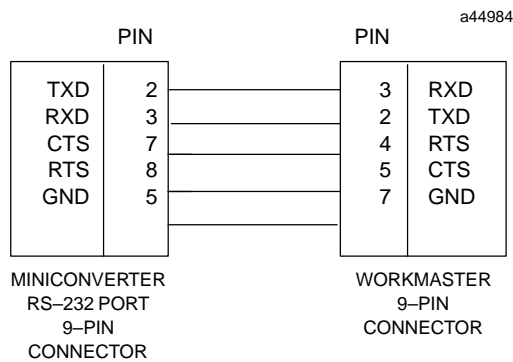 a44984
PIN PIN
TXD 2 3 RXD
RXD 3 2 TXD
CTS 7 4 RTS
RTS 8 5 CTS
GND 5 7 GND
MINICONVERTER
RS–232 PORT
9–PIN
CONNECTOR
WORKMASTER
9–PIN
CONNECTOR